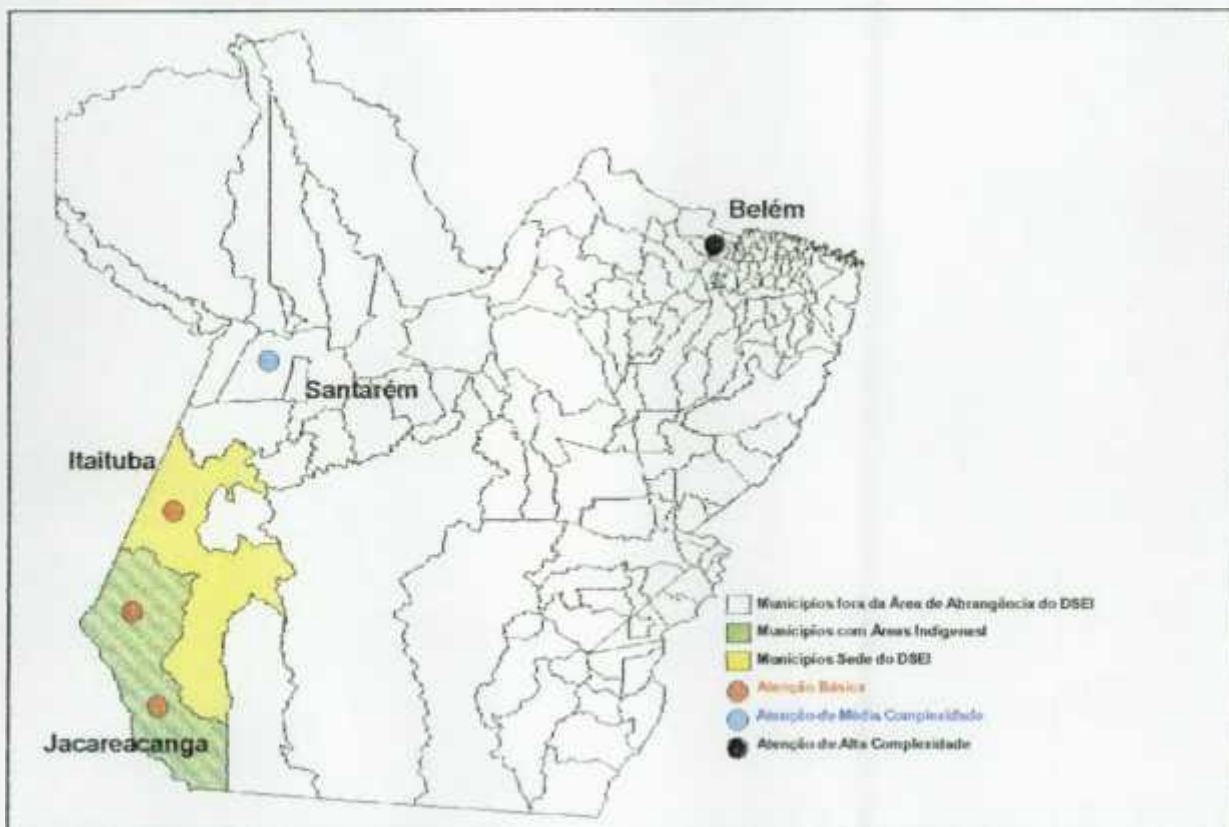 Belém
Santarém
Itaituba
Jacareacanga
Municípios fora da Área de Abrangência do DSEI
Municípios com Áreas Indígenasl
Municípios Sede do DSEI
Atenção Básica
Atenção de Média Complexidade
Atenção de Alta Complexidade